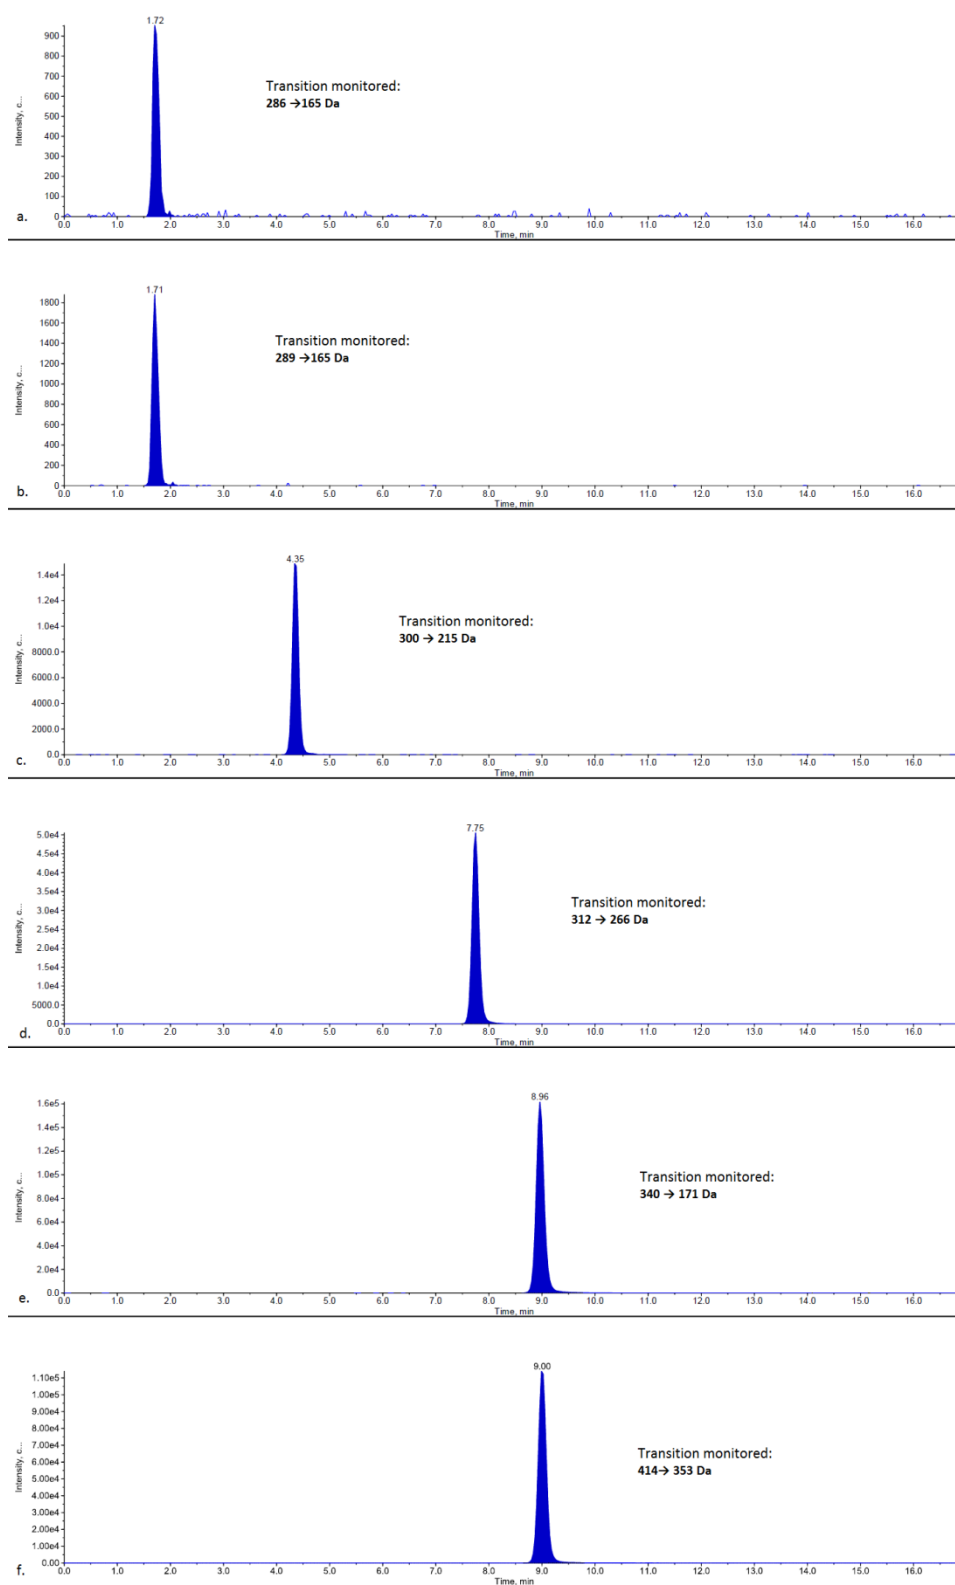 1.72
900
800
700
600
500
400
300
200
100
0
Intensity, c...
Transition monitored:
286 →165 Da
a.
0.0 1.0 2.0 3.0 4.0 5.0 6.0 7.0 8.0 9.0 10.0 11.0 12.0 13.0 14.0 15.0 16.0
Time, min
1.71
1800
1600
1400
1200
1000
800
600
400
200
0
Intensity, c...
Transition monitored:
289 →165 Da
b.
0.0 1.0 2.0 3.0 4.0 5.0 6.0 7.0 8.0 9.0 10.0 11.0 12.0 13.0 14.0 15.0 16.0
Time, min
4.35
1.4e4
1.2e4
1.0e4
8000.0
6000.0
4000.0
2000.0
0.0
Intensity, c...
Transition monitored:
300 → 215 Da
c.
0.0 1.0 2.0 3.0 4.0 5.0 6.0 7.0 8.0 9.0 10.0 11.0 12.0 13.0 14.0 15.0 16.0
Time, min
7.75
5.0e4
4.5e4
4.0e4
3.5e4
3.0e4
2.5e4
2.0e4
1.5e4
1.0e4
5000.0
0.0
Intensity, c...
Transition monitored:
312 → 266 Da
d.
0.0 1.0 2.0 3.0 4.0 5.0 6.0 7.0 8.0 9.0 10.0 11.0 12.0 13.0 14.0 15.0 16.0
Time, min
8.96
1.6e5
1.4e5
1.2e5
1.0e5
8.0e4
6.0e4
4.0e4
2.0e4
0.0
Intensity, c...
Transition monitored:
340 → 171 Da
e.
0.0 1.0 2.0 3.0 4.0 5.0 6.0 7.0 8.0 9.0 10.0 11.0 12.0 13.0 14.0 15.0 16.0
Time, min
9.00
1.10e5
1.00e5
9.00e4
8.00e4
7.00e4
6.00e4
5.00e4
4.00e4
3.00e4
2.00e4
1.00e4
0.00
Intensity, c...
Transition monitored:
414→ 353 Da
f.
0.0 1.0 2.0 3.0 4.0 5.0 6.0 7.0 8.0 9.0 10.0 11.0 12.0 13.0 14.0 15.0 16.0
Time, min